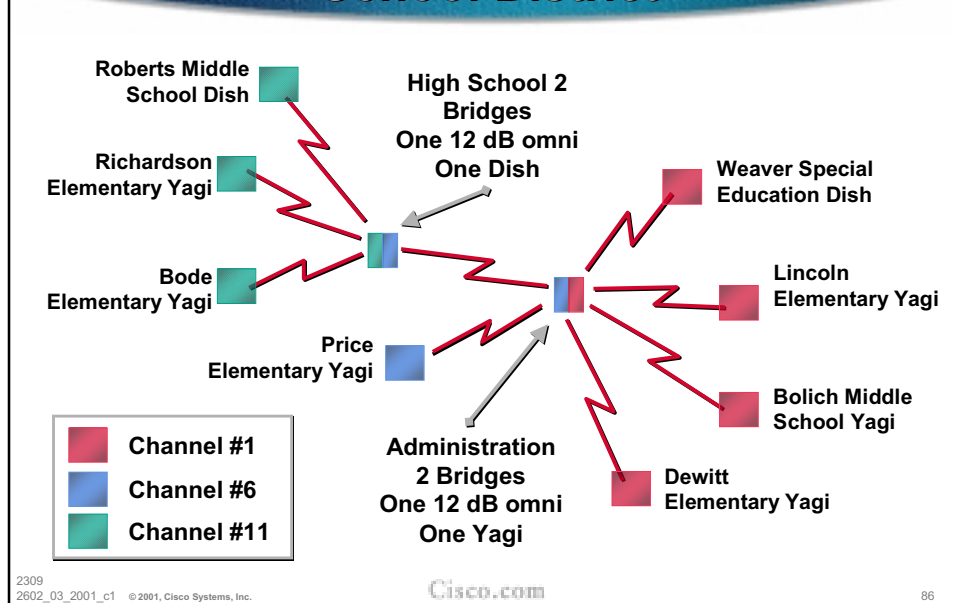 Roberts Middle
School Dish
High School 2
Bridges
One 12 dB omni
One Dish
Richardson
Elementary Yagi
Weaver Special
Education Dish
Bode
Elementary Yagi
Lincoln
Elementary Yagi
Price
Elementary Yagi
Bolich Middle
School Yagi
Administration
2 Bridges
One 12 dB omni
One Yagi
Dewitt
Elementary Yagi
Channel #1
Channel #6
Channel #11
2309
2602_03_2001_c1 © 2001, Cisco Systems, Inc.
Cisco.com
86